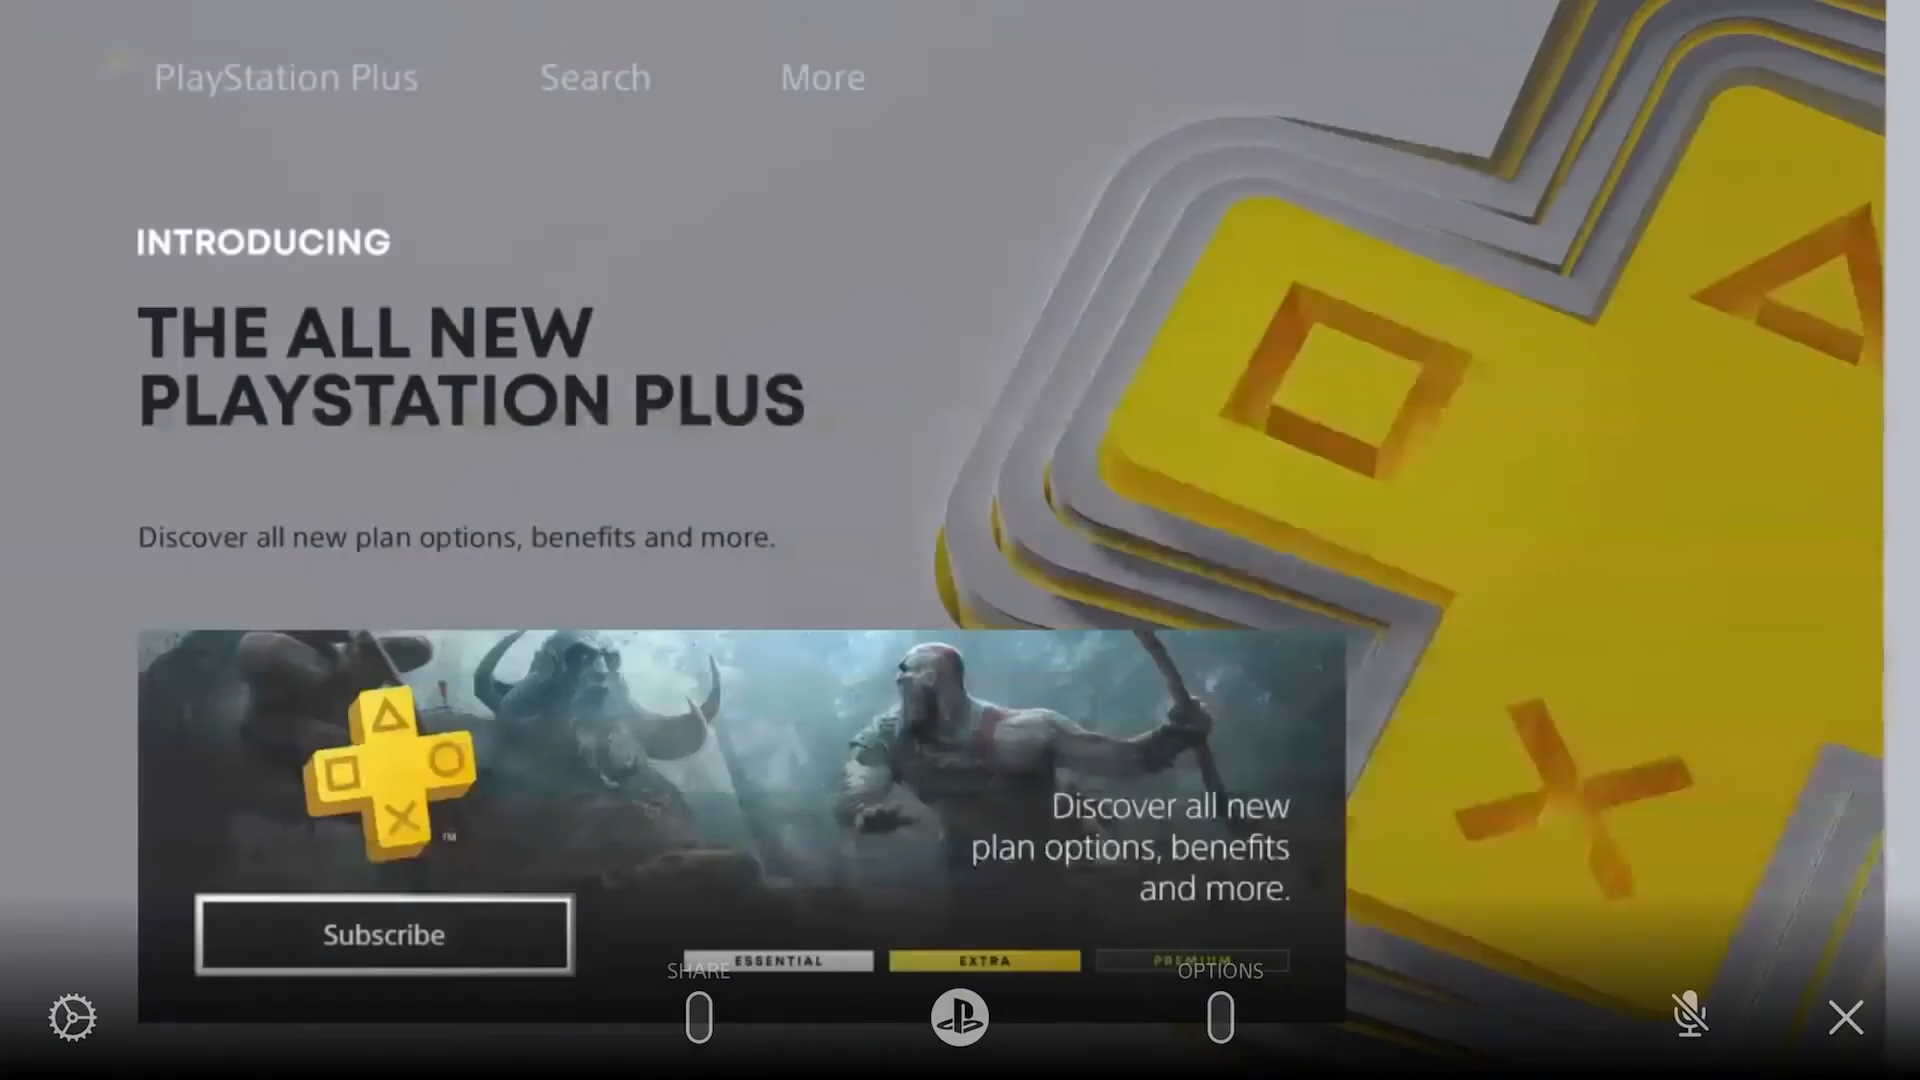 PlayStation Plus
Search
More
INTRODUCING
THE ALL NEW
PLAYSTATION PLUS
Discover all new plan options, benefits and more.
TM
Discover all new
plan options, benefits
and more.
Subscribe
ESSENTIAL
EXTRA
PREMIUM
SHARE
OPTIONS